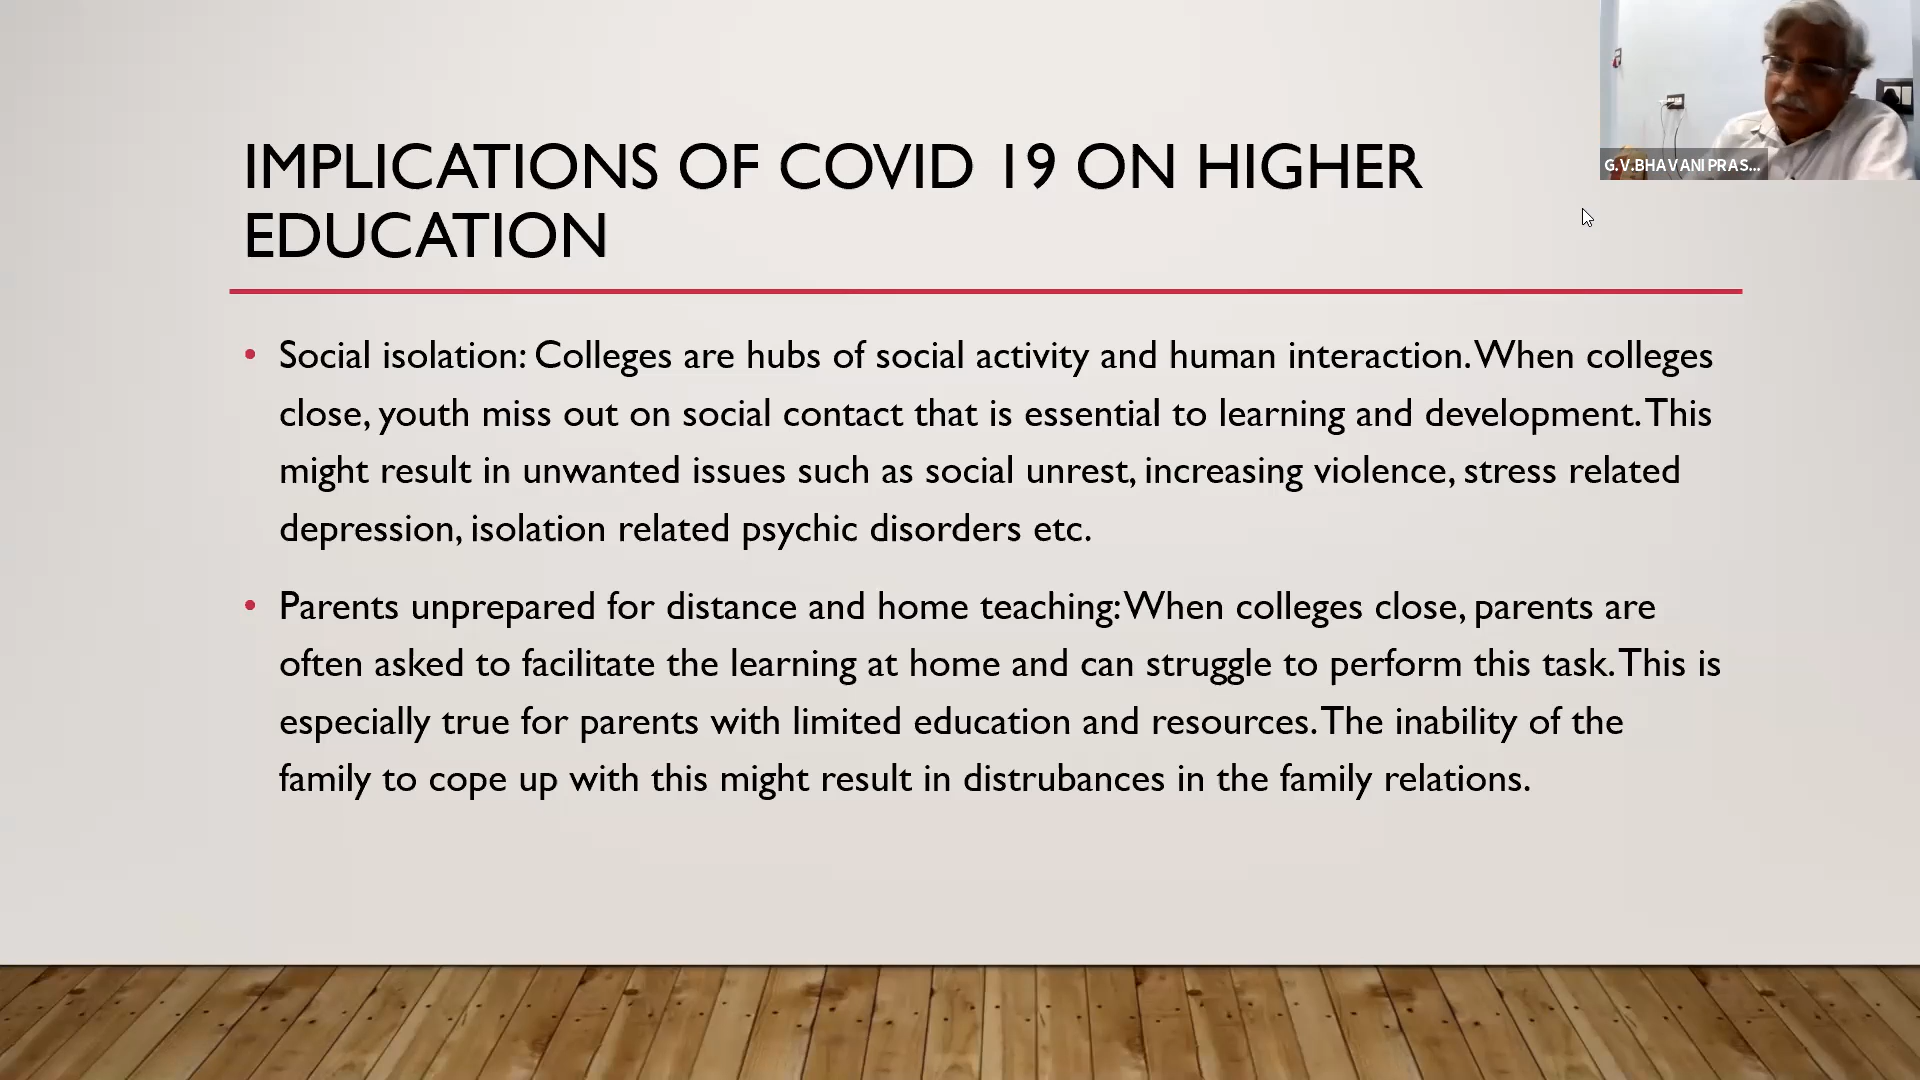 IMPLICATIONS OF COVID 19 ON HIGHER
EDUCATION
G.V.BHAVANI PRAS...
• Social isolation: Colleges are hubs of social activity and human interaction. When colleges
close, youth miss out on social contact that is essential to learning and development. This
might result in unwanted issues such as social unrest, increasing violence, stress related
depression, isolation related psychic disorders etc.
• Parents unprepared for distance and home teaching: When colleges close, parents are
often asked to facilitate the learning at home and can struggle to perform this task. This is
especially true for parents with limited education and resources. The inability of the
family to cope up with this might result in distrubances in the family relations.